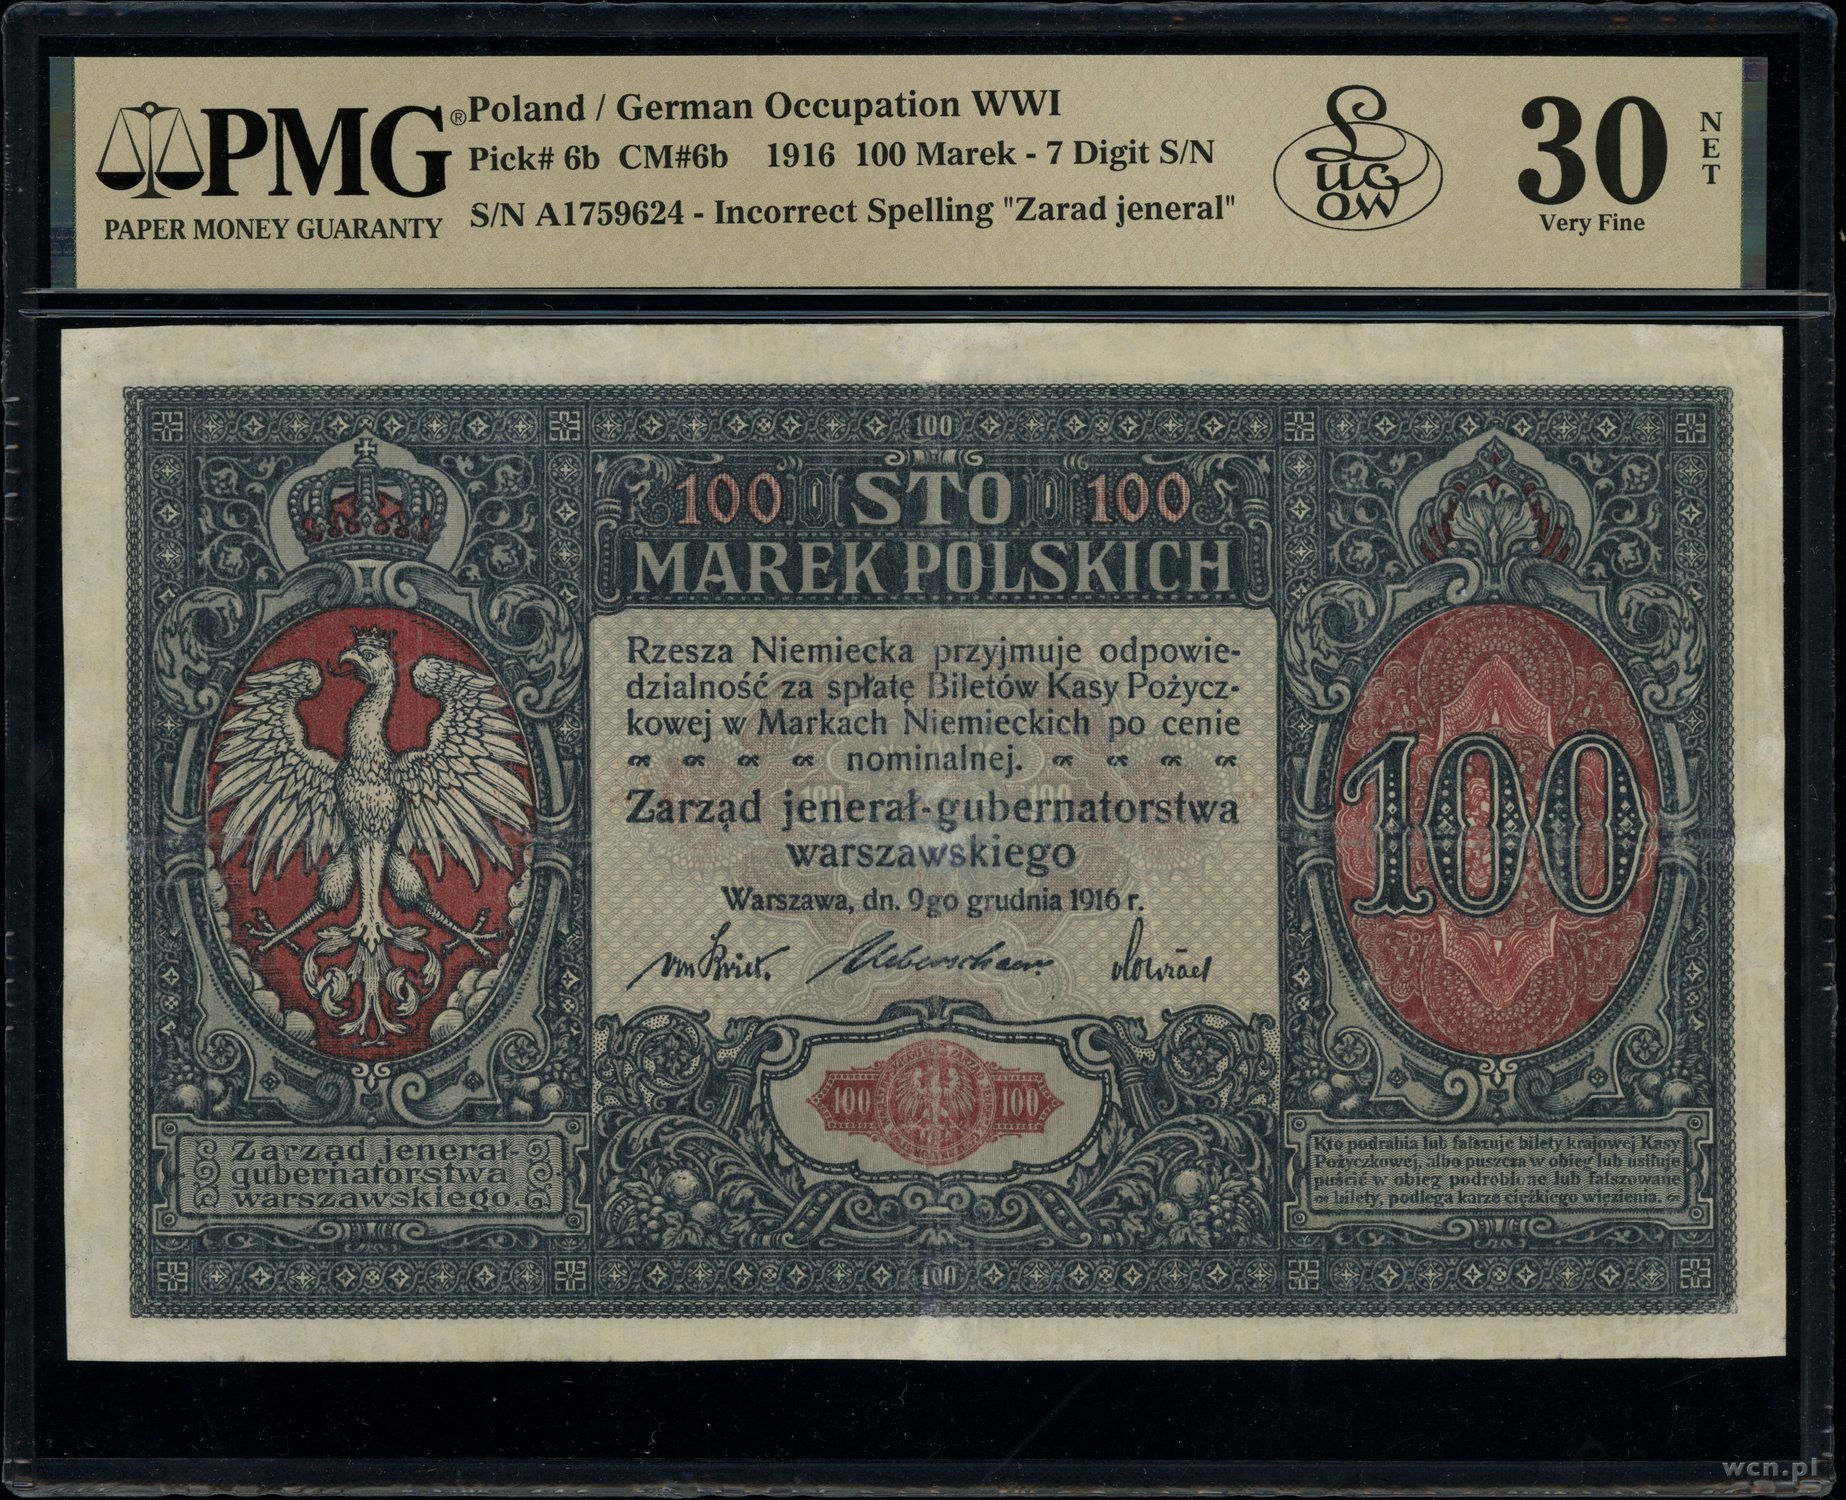 PMG®
PAPER MONEY GUARANTY
Poland / German Occupation WWI
Pick# 6b CM#6b 1916 100 Marek - 7 Digit S/N
S/N A1759624 - Incorrect Spelling "Zarad jeneral"
Lucow
30
NET
Very Fine
100
100 STO 100
MAREK POLSKICH
Rzesza Niemiecka przyjmuje odpowie-
dzialność za spłatę Biletów Kasy Pożycz-
kowej w Markach Niemieckich po cenie
nominalnej.
Zarząd jenerał-gubernatorstwa
warszawskiego
Warszawa, dn. 9go grudnia 1916 r.
100
100 100
Zarząd jenerał-
gubernatorstwa
warszawskiego.
Kto podrabia lub fałszuje bilety krajowej Kasy
Pożyczkowej, albo puszcza w obieg lub usiłuje
puścić w obieg podrobione lub fałszowane
bilety, podlega karze ciężkiego więzienia.
100
wcn.pl